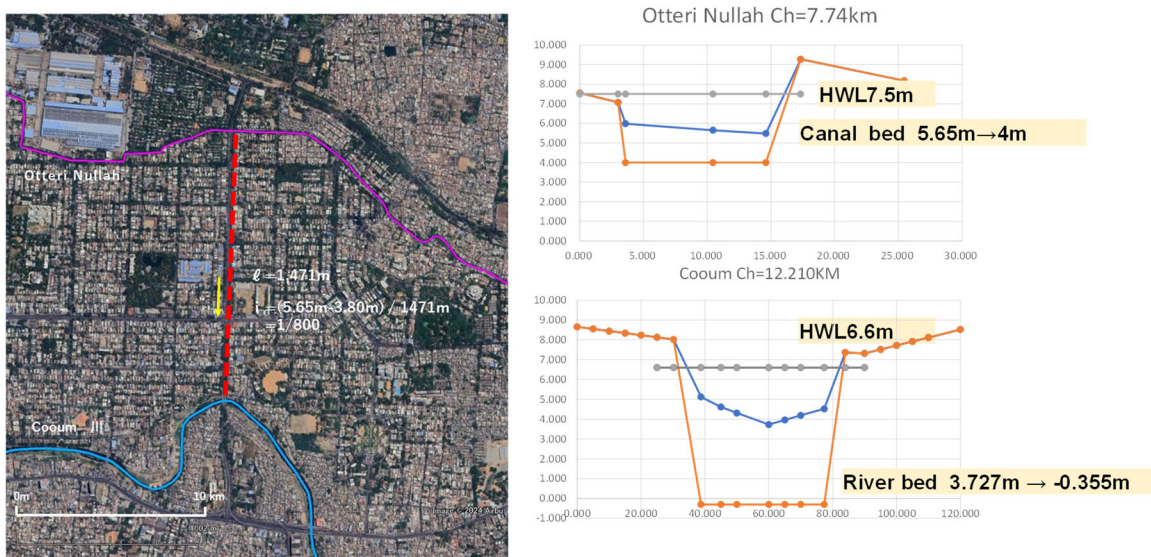 Otteri Nullah
ℓ=1,471m
i =(5.65m-3.80m) / 1471m
=1/800
Cooum 川
0m
10 km
Image © 2024 Airbus
Otteri Nullah Ch=7.74km
10.000
9.000
8.000
7.000
6.000
5.000
4.000
3.000
2.000
1.000
0.000
HWL7.5m
Canal bed 5.65m→4m
0.000 5.000 10.000 15.000 20.000 25.000 30.000
Cooum Ch=12.210KM
10.000
9.000
8.000
7.000
6.000
5.000
4.000
3.000
2.000
1.000
0.000
-1.000
HWL6.6m
River bed 3.727m → -0.355m
0.000 20.000 40.000 60.000 80.000 100.000 120.000